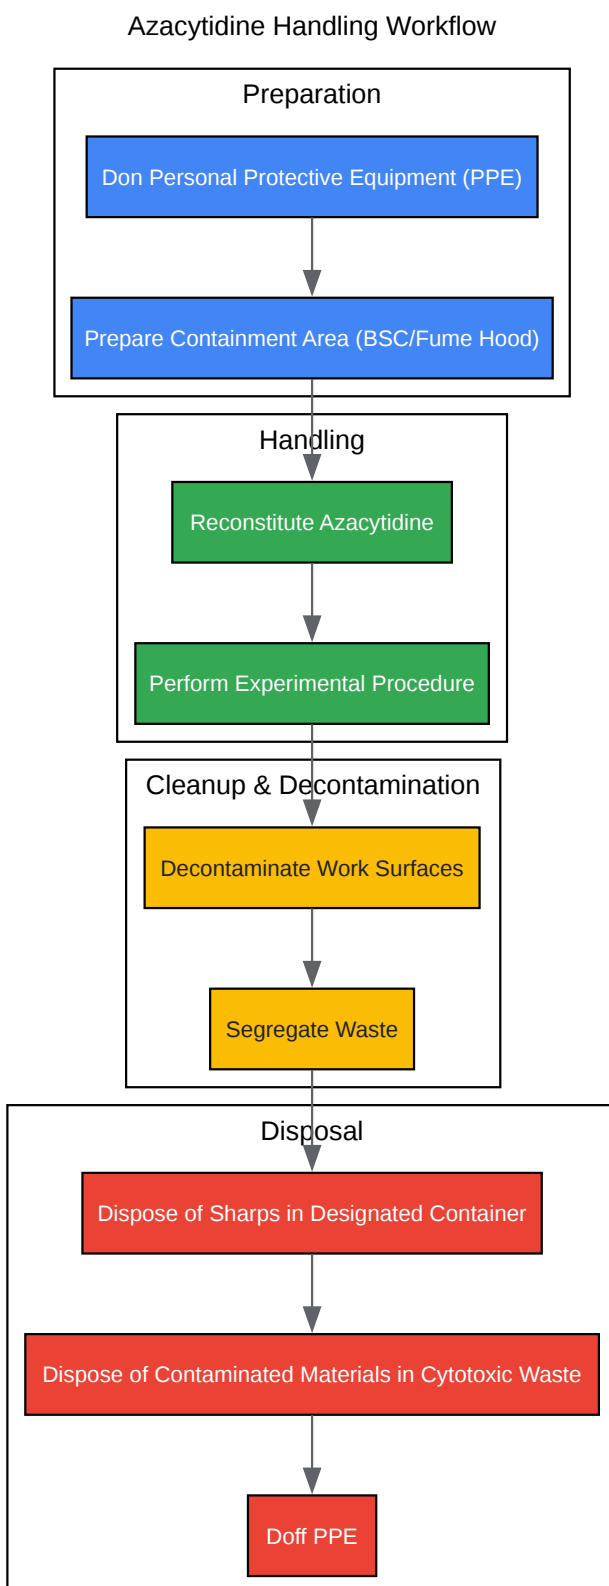 Azacytidine Handling Workflow
Preparation
Don Personal Protective Equipment (PPE)
Prepare Containment Area (BSC/Fume Hood)
Handling
Reconstitute Azacytidine
Perform Experimental Procedure
Cleanup & Decontamination
Decontaminate Work Surfaces
Segregate Waste
Disposal
Dispose of Sharps in Designated Container
Dispose of Contaminated Materials in Cytotoxic Waste
Doff PPE